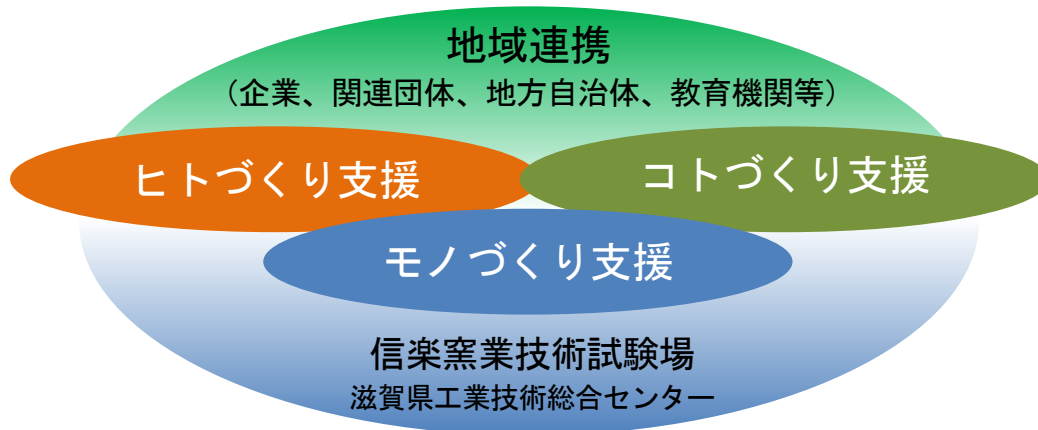 地域連携
（企業、関連団体、地方自治体、教育機関等）
ヒトづくり支援
コトづくり支援
モノづくり支援
信楽窯業技術試験場
滋賀県工業技術総合センター